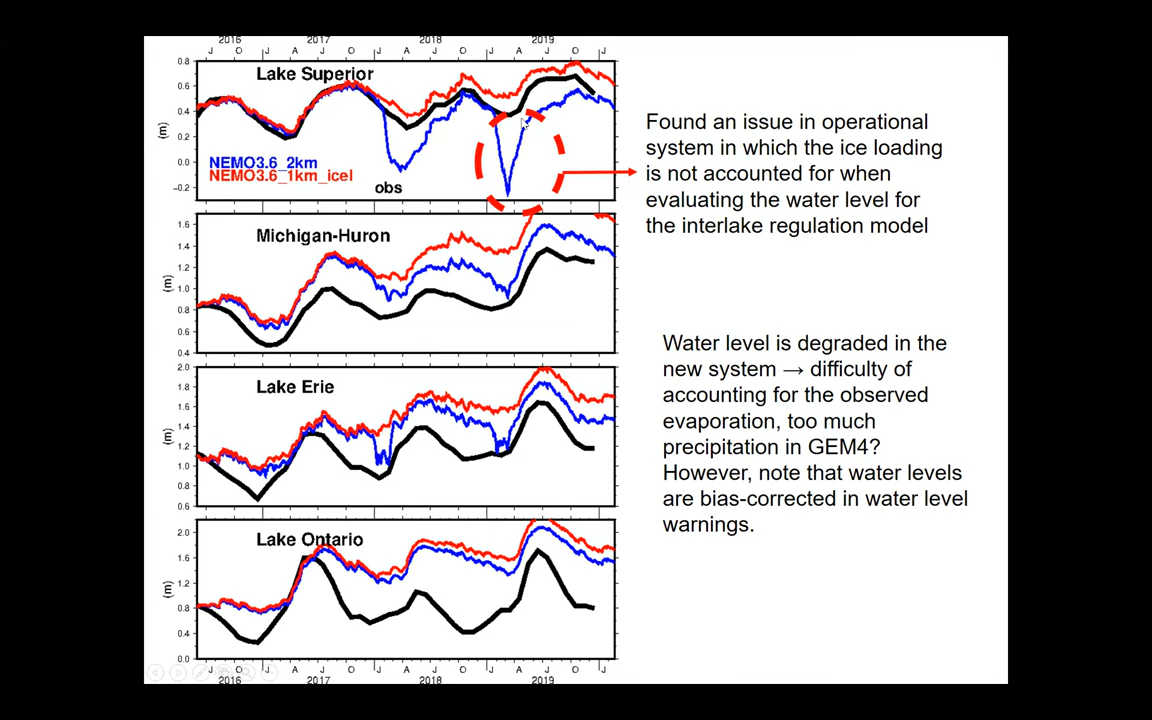 2016 2017 2018 2019
J O J A J O J A J O J A J O J
0.8
Lake Superior
0.6
0.4
(m)
0.2
0.0
NEMO3.6_2km
NEMO3.6_1km_icel
-0.2
obs
Found an issue in operational
system in which the ice loading
is not accounted for when
evaluating the water level for
the interlake regulation model
1.6
Michigan-Huron
1.4
1.2
(m)
1.0
0.8
0.6
0.4
Water level is degraded in the
new system → difficulty of
accounting for the observed
evaporation, too much
precipitation in GEM4?
However, note that water levels
are bias-corrected in water level
warnings.
2.0
Lake Erie
1.8
1.6
1.4
(m)
1.2
1.0
0.8
0.6
2.0
Lake Ontario
1.6
1.2
(m)
0.8
0.4
0.0
J O J A J O J A J O J A J O J
2016 2017 2018 2019